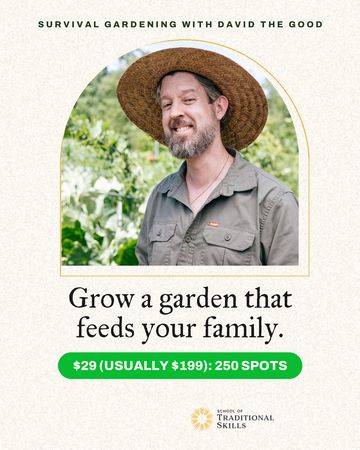 SURVIVAL GARDENING WITH DAVID THE GOOD
Grow a garden that
feeds your family.
$29 (USUALLY $199): 250 SPOTS
SCHOOL OF
TRADITIONAL
SKILLS